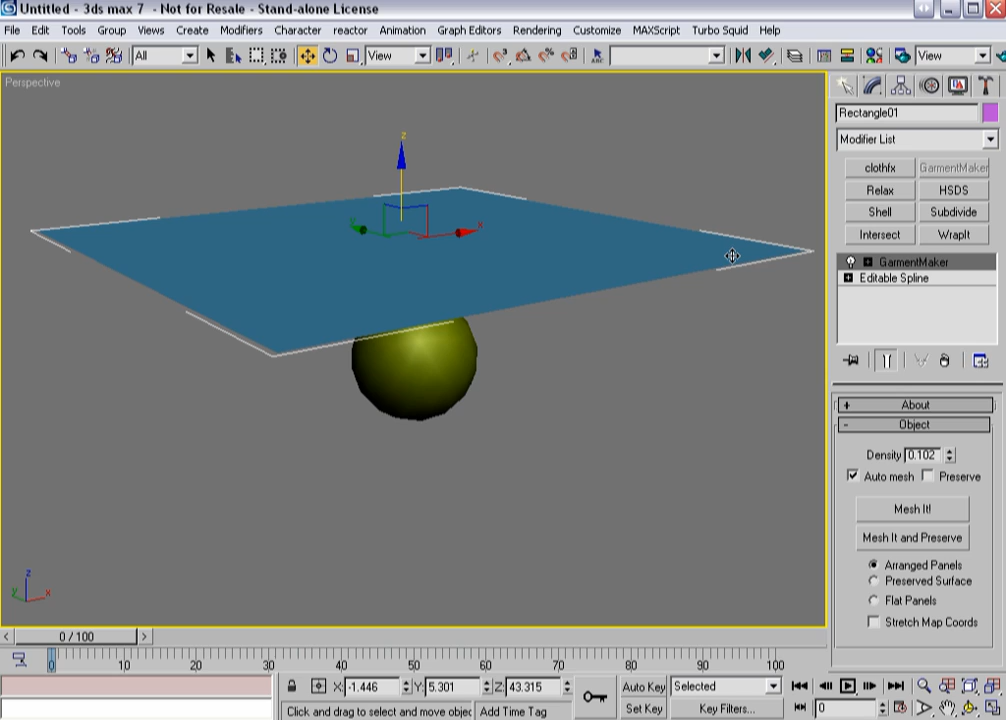 Untitled - 3ds max 7 - Not for Resale - Stand-alone License
File Edit Tools Group Views Create Modifiers Character reactor Animation Graph Editors Rendering Customize MAXScript Turbo Squid Help
All View View
Perspective
Rectangle01
Modifier List
clothfx GarmentMaker
Relax HSDS
Shell Subdivide
Intersect WrapIt
GarmentMaker
Editable Spline
z
y x
+ About
- Object
Density 0.102
Auto mesh Preserve
Mesh It!
Mesh It and Preserve
Arranged Panels
Preserved Surface
Flat Panels
Stretch Map Coords
z
y x
< 0 / 100 >
0 10 20 30 40 50 60 70 80 90 100
X: -1.446 Y: 5.301 Z: 43.315 Auto Key Selected
Click and drag to select and move objec Add Time Tag Set Key Key Filters... 0